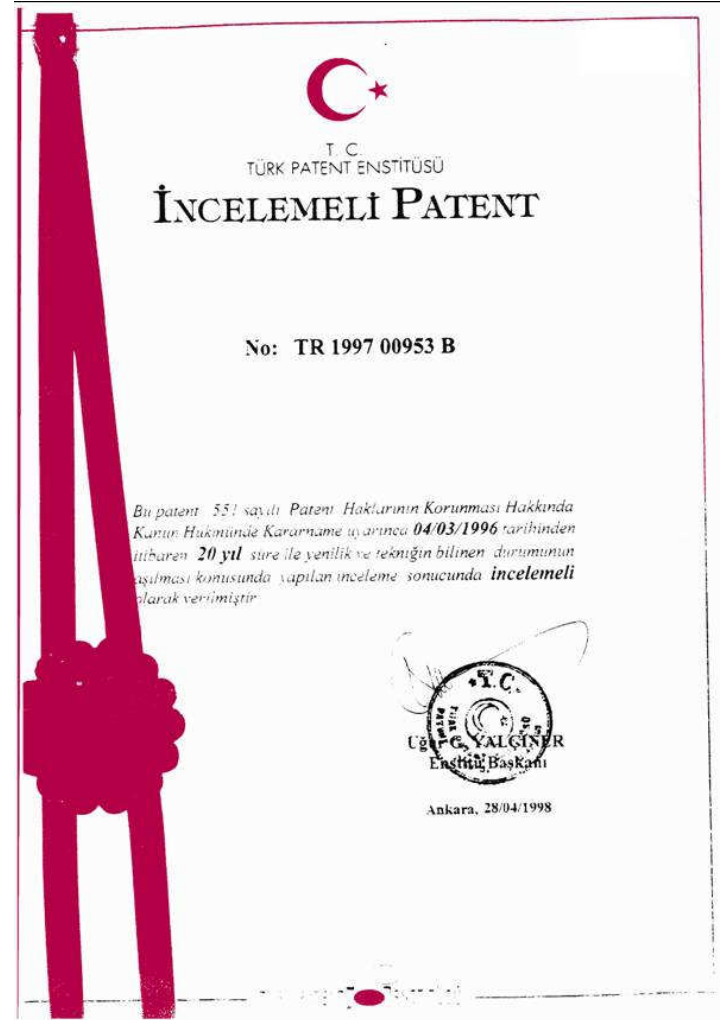 T. C.
TÜRK PATENT ENSTİTÜSÜ
İNCELEMELİ PATENT
No: TR 1997 00953 B
Bu patent 551 sayılı Patent Haklarının Korunması Hakkında
Kanun Hükmünde Kararname uyarınca 04/03/1996 tarihinden
itibaren 20 yıl süre ile yenilik ve tekniğin bilinen durumunun
aşılması konusunda yapılan inceleme sonucunda incelemeli
olarak verilmiştir
T.C.
YALÇINER
Enstitü Başkanı
Ankara, 28/04/1998